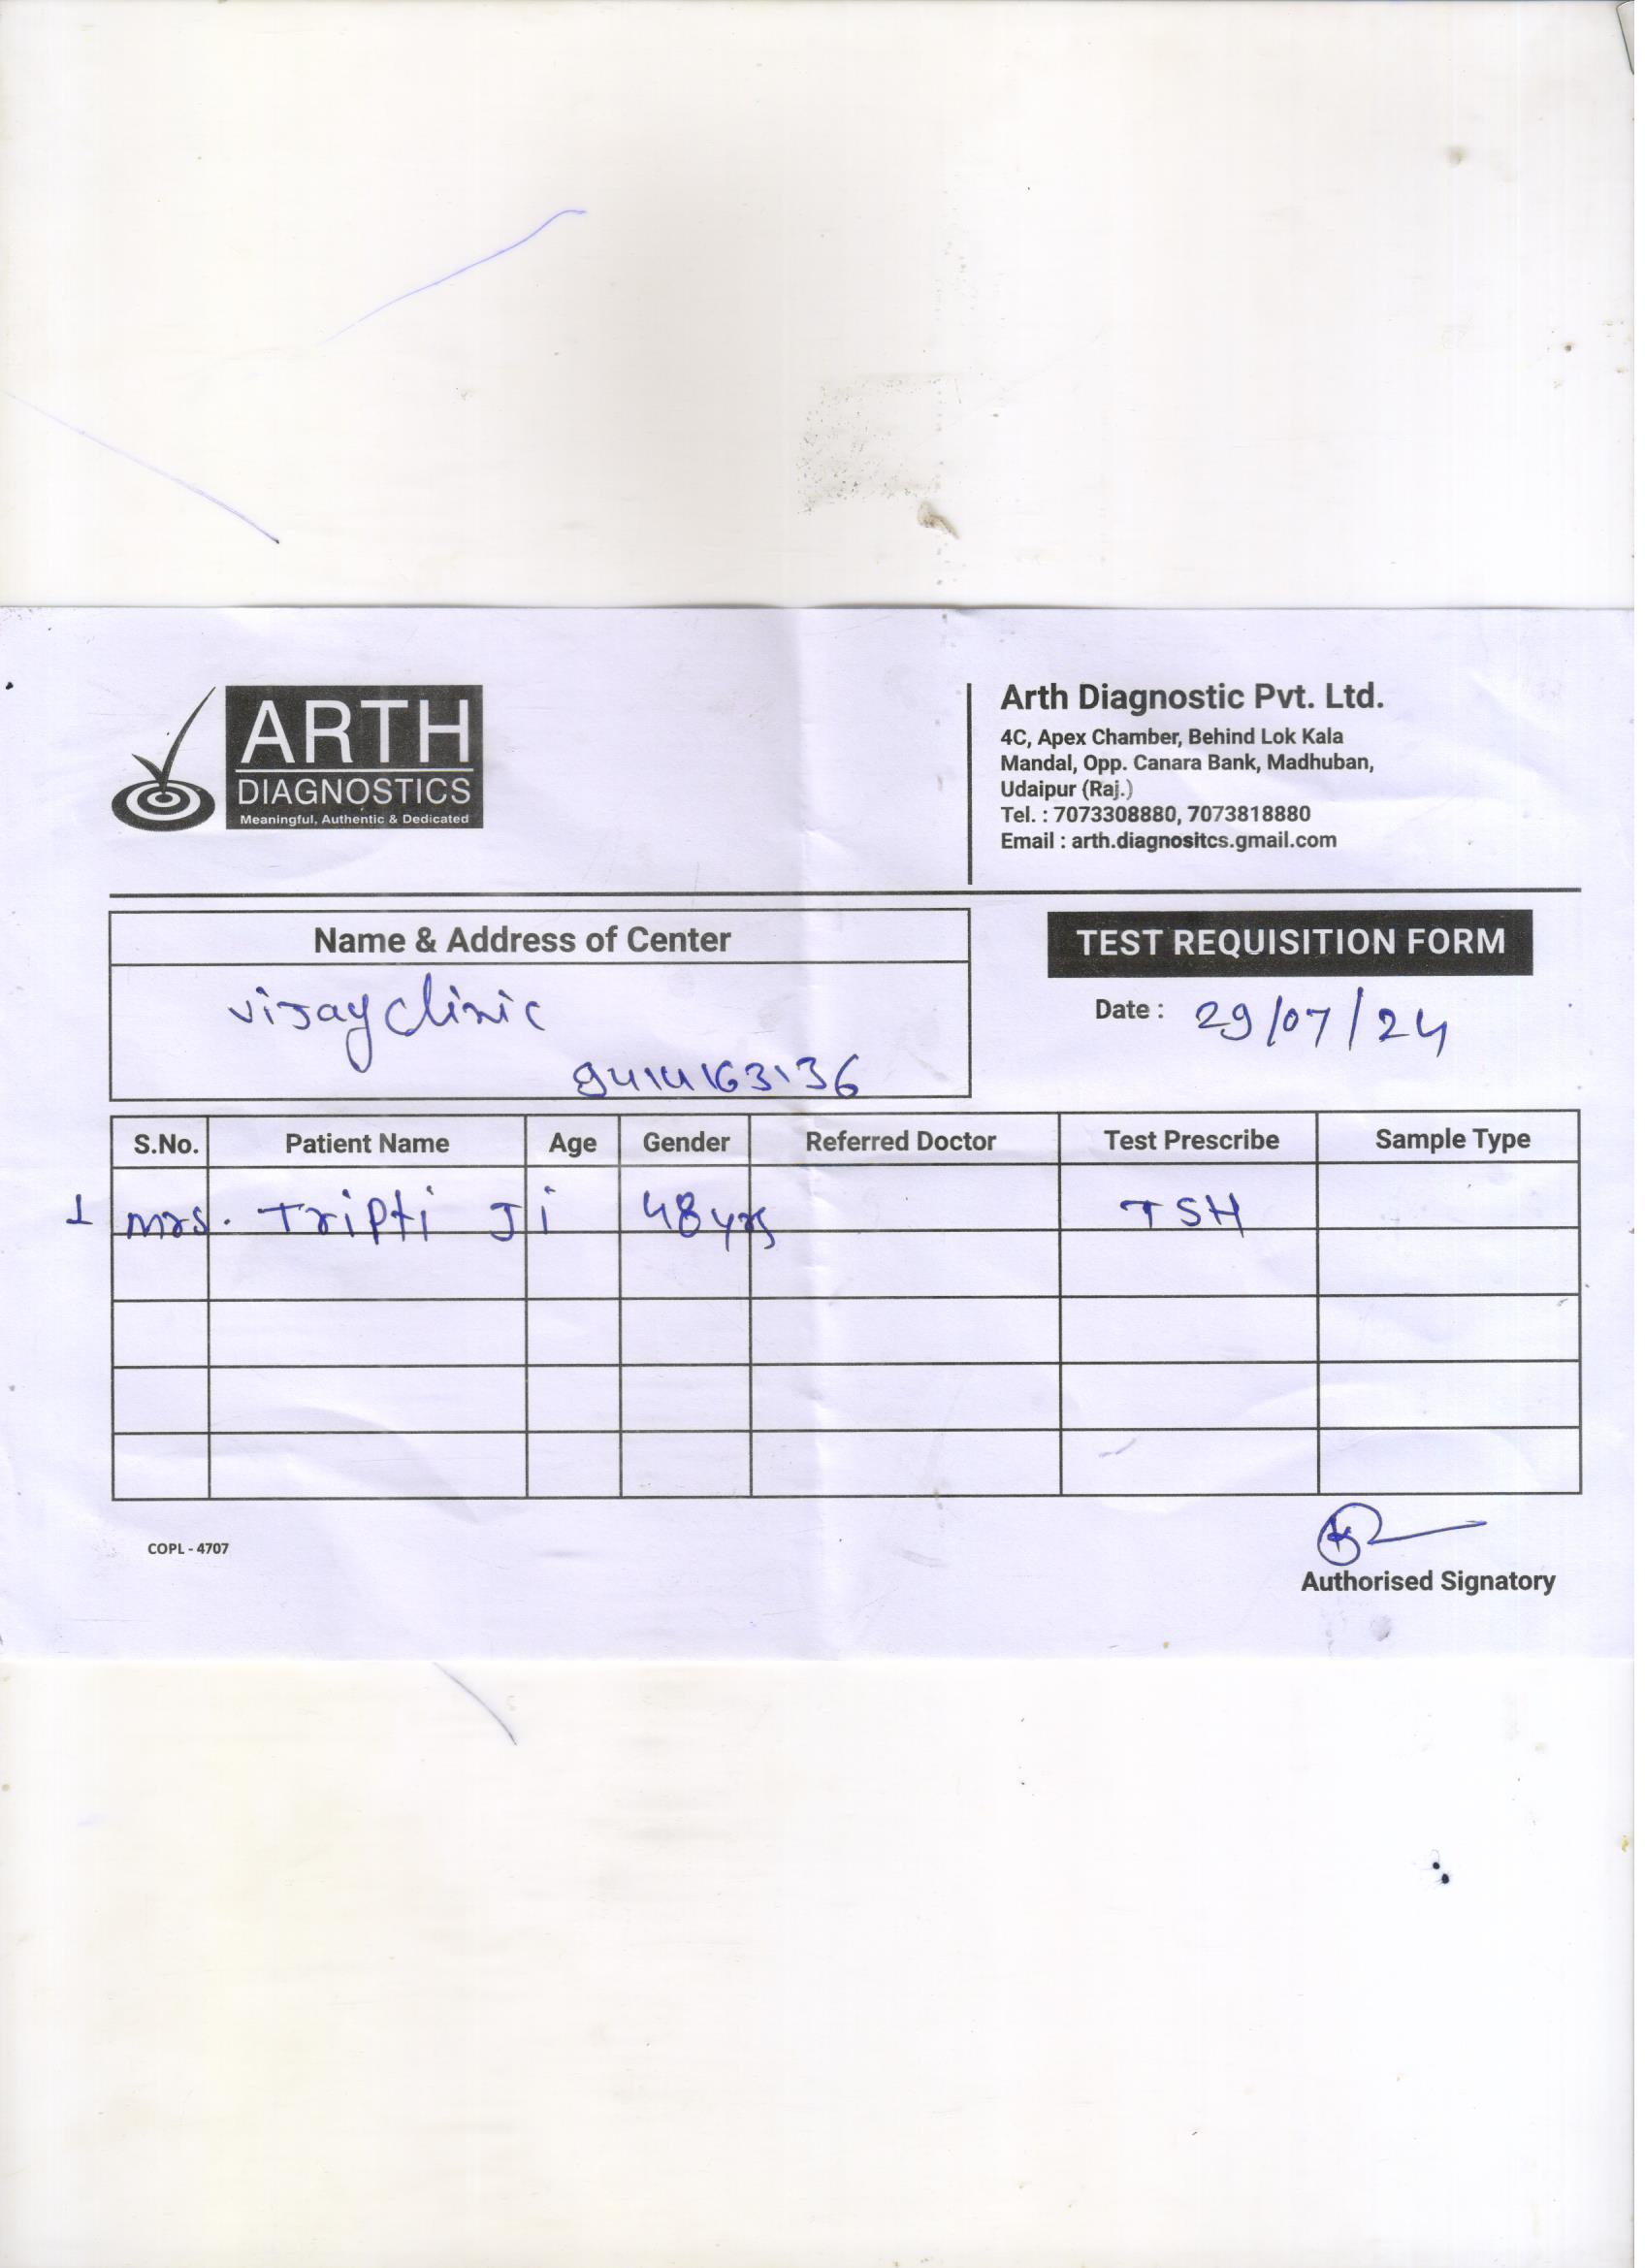 ARTH
DIAGNOSTICS
Meaningful, Authentic & Dedicated
Arth Diagnostic Pvt. Ltd.
4C, Apex Chamber, Behind Lok Kala
Mandal, Opp. Canara Bank, Madhuban,
Udaipur (Raj.)
Tel. : 7073308880, 7073818880
Email : arth.diagnositcs.gmail.com
Name & Address of Center
vijay clinic
9414163136
TEST REQUISITION FORM
Date : 29/07/24
S.No. Patient Name Age Gender Referred Doctor Test Prescribe Sample Type
1 mrs. Tripti Ji 48yrs TSH
COPL - 4707
Authorised Signatory